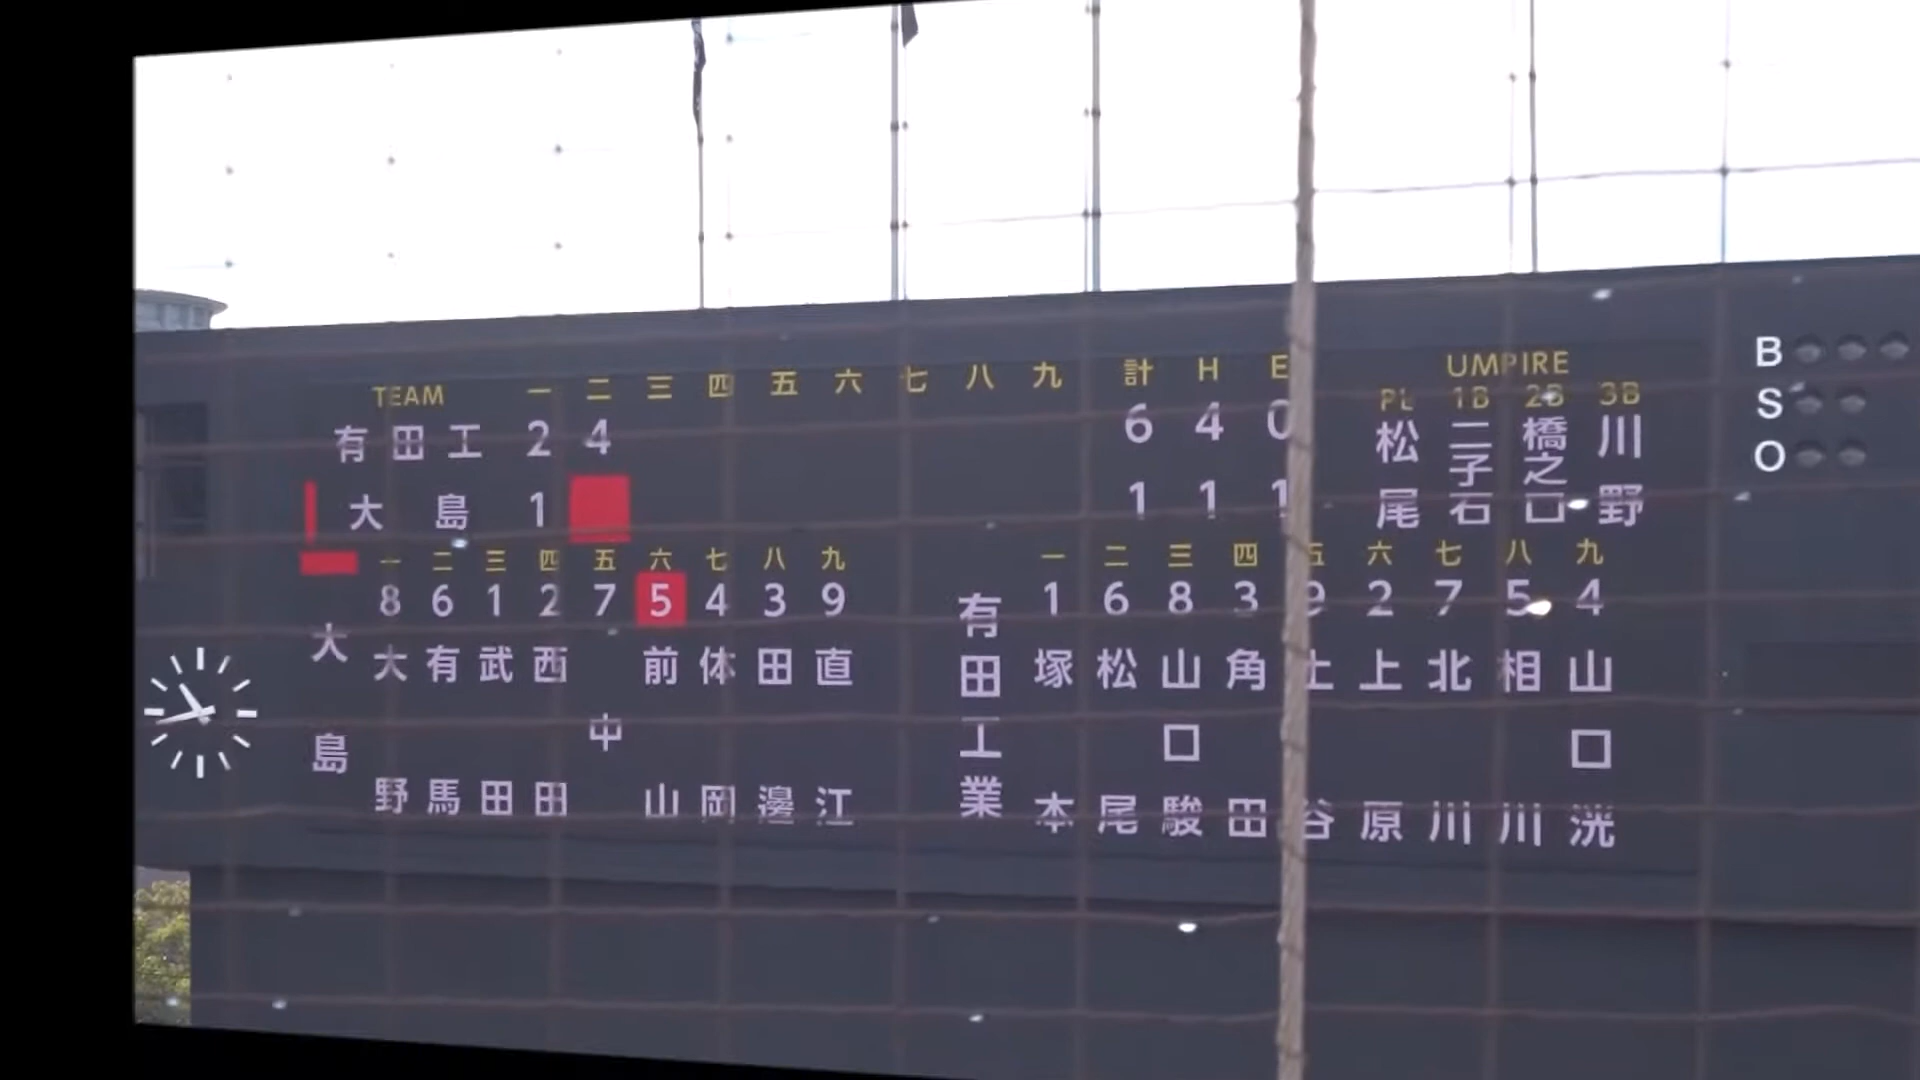 TEAM 一 二 三 四 五 六 七 八 九 計 H E
有田工 2 4 6 4 0
大島 1 1 1 1
UMPIRE
PL 1B 2B 3B
松尾 二子石 橋之口 川野
B
S
O
一 二 三 四 五 六 七 八 九
8 6 1 2 7 5 4 3 9
大島
大野 有馬 武田 西田 中 前山 体岡 田邊 直江
一 二 三 四 五 六 七 八 九
1 6 8 3 9 2 7 5 4
有田工業
塚本 松尾 山口駿 角田 土谷 上原 北川 相川 山口洸